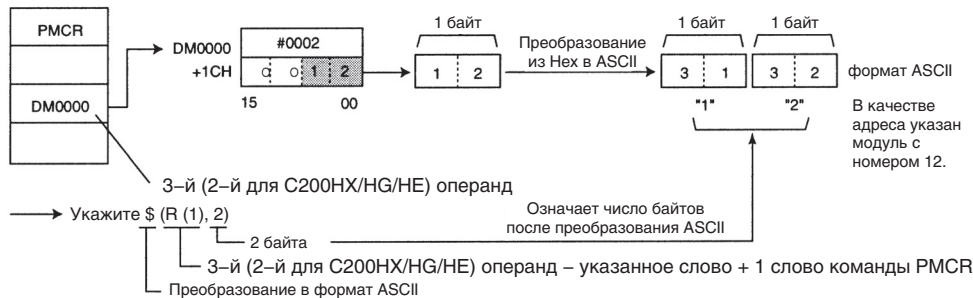 PMCR
DM0000
DM0000
+1CH
#0002
0 0 1 2
15 00
1 байт
1 2
Преобразование
из Hex в ASCII
1 байт 1 байт
3 1 3 2
"1" "2"
формат ASCII
В качестве
адреса указан
модуль с
номером 12.
3–й (2–й для C200HX/HG/HE) операнд
Укажите $ (R (1), 2)
2 байта
Означает число байтов
после преобразования ASCII
3–й (2–й для C200HX/HG/HE) операнд – указанное слово + 1 слово команды PMCR
Преобразование в формат ASCII